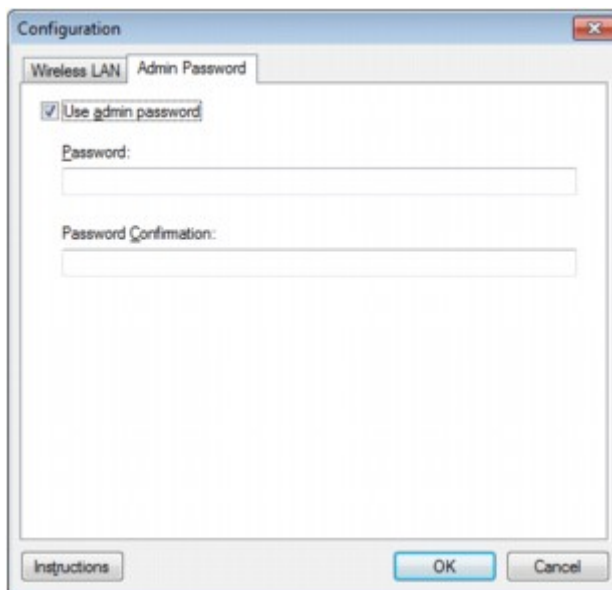 Configuration
Wireless LAN
Admin Password
Use admin password
Password:
Password Confirmation:
Instructions
OK
Cancel